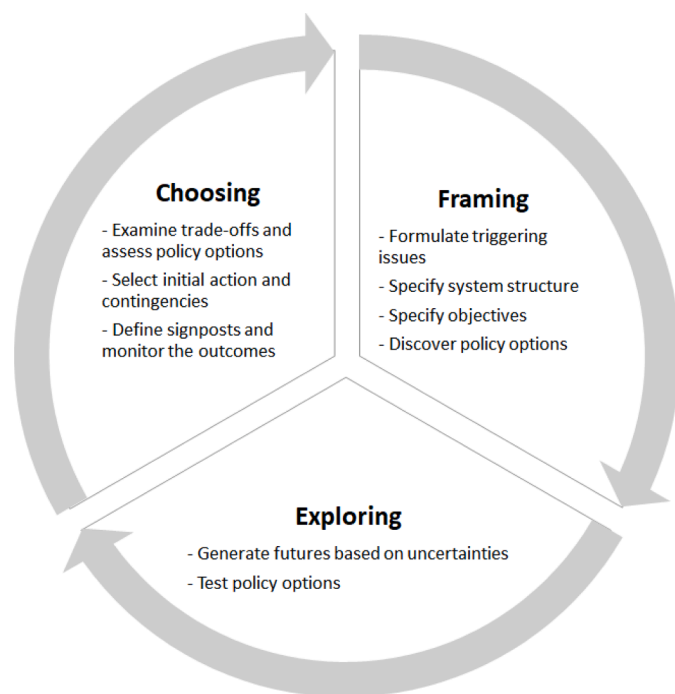 Choosing
- Examine trade-offs and
assess policy options
- Select initial action and
contingencies
- Define signposts and
monitor the outcomes
Framing
- Formulate triggering
issues
- Specify system structure
- Specify objectives
- Discover policy options
Exploring
- Generate futures based on uncertainties
- Test policy options